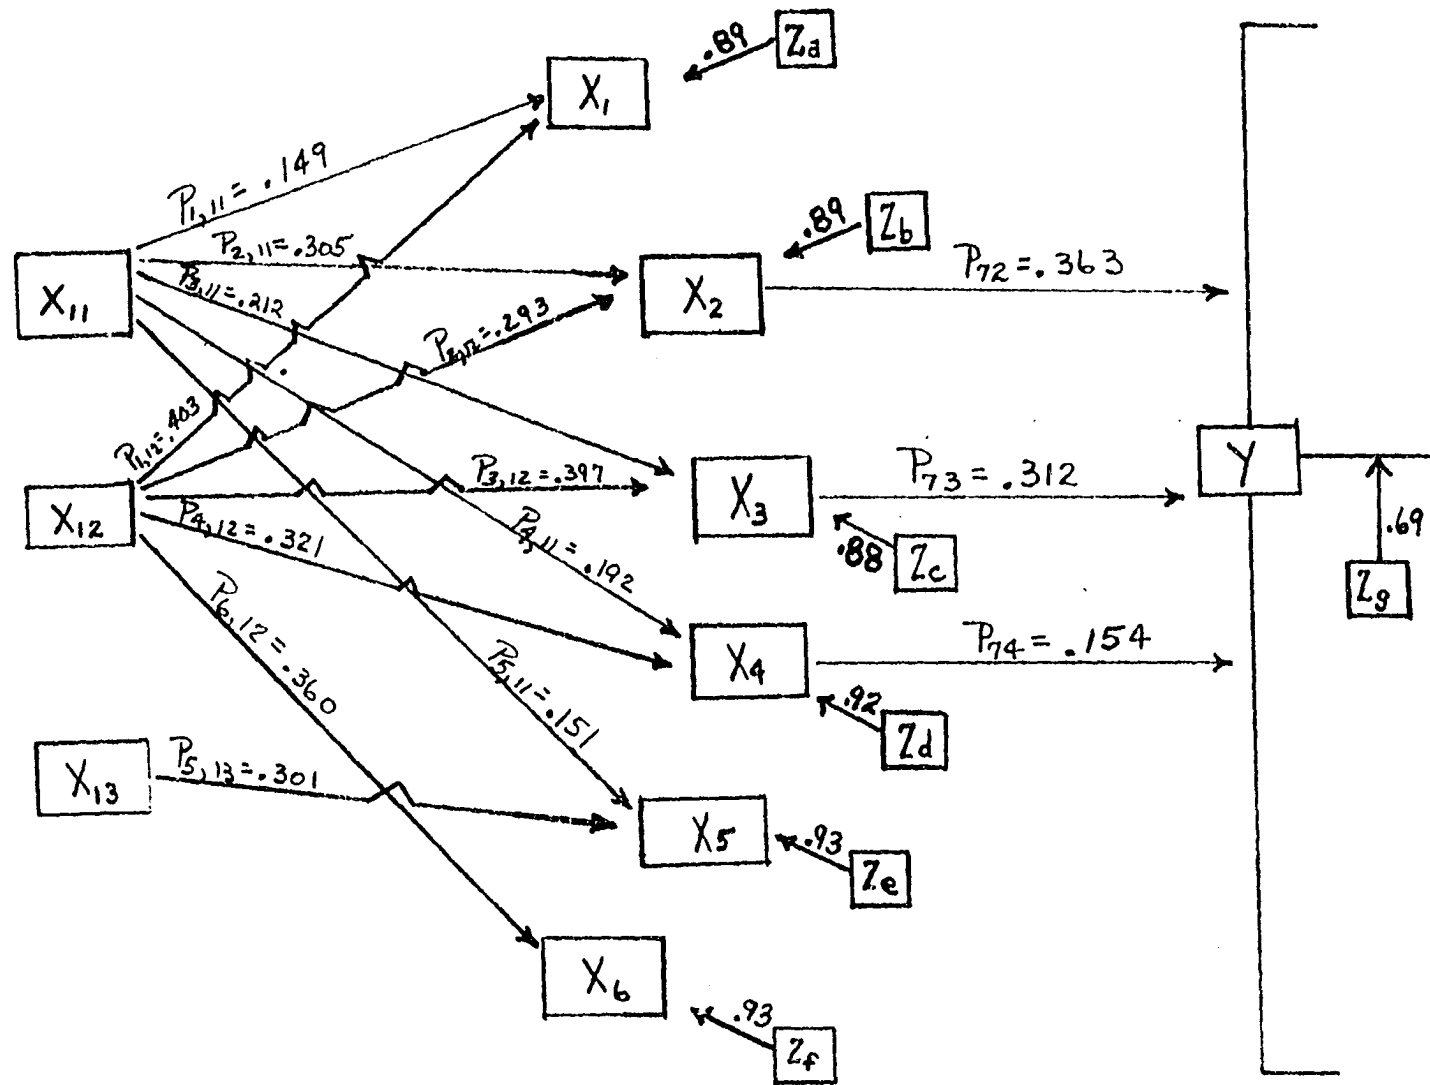 .89
Za
X1
P1,11 = .149
.89
Zb
P2,11 = .305
P72 = .363
P3,11 = .212
X11
X2
P2,12 = .293
P1,12 = .403
Y
P3,12 = .397
P73 = .312
X12
X3
P4,12 = .321
P4,11 = .192
.88
Zc
.69
Zg
P6,12 = .360
P74 = .154
X4
P5,11 = .151
.92
Zd
P5,13 = .301
X13
X5
.93
Ze
X6
.93
Zf